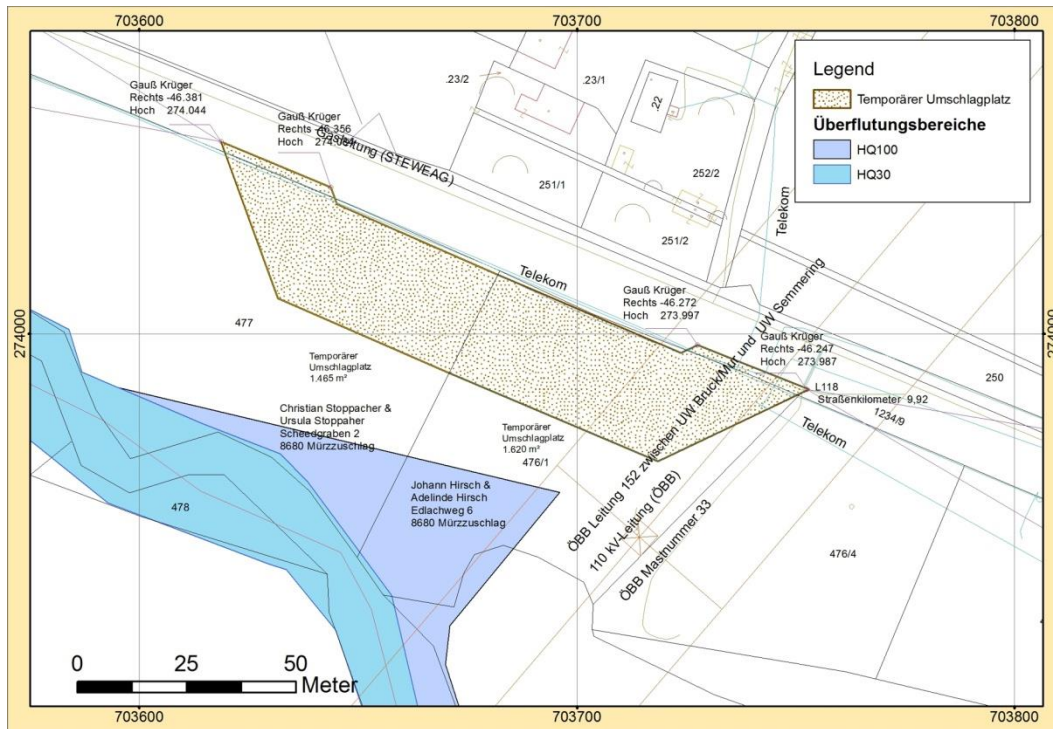 703600
703700
703800
Gauß Krüger
Rechts -46.381
Hoch 274.044
Gauß Krüger
Rechts -46.356
Hoch
Gasleitung (STEWEAG)
.23/2
.23/1
.22
251/1
252/2
251/2
Telekom
Legend
Temporärer Umschlagplatz
Überflutungsbereiche
HQ100
HQ30
Telekom
Gauß Krüger
Rechts -46.272
Hoch 273.997
Gauß Krüger
Rechts -46.247
Hoch 273.987
274000
274000
477
250
L118
Straßenkilometer 9,92
1234/9
Telekom
Temporärer
Umschlagplatz
1.465 m²
Christian Stoppacher &
Ursula Stoppaher
Scheedgraben 2
8680 Mürzzuschlag
Temporärer
Umschlagplatz
1.620 m²
476/1
Johann Hirsch &
Adelinde Hirsch
Edlachweg 6
8680 Mürzzuschlag
ÖBB Leitung 152 zwischen UW Bruck/Mur und UW Semmering
110 kV-Leitung (ÖBB)
ÖBB Mastnummer 33
478
476/4
0 25 50
Meter
703600
703700
703800